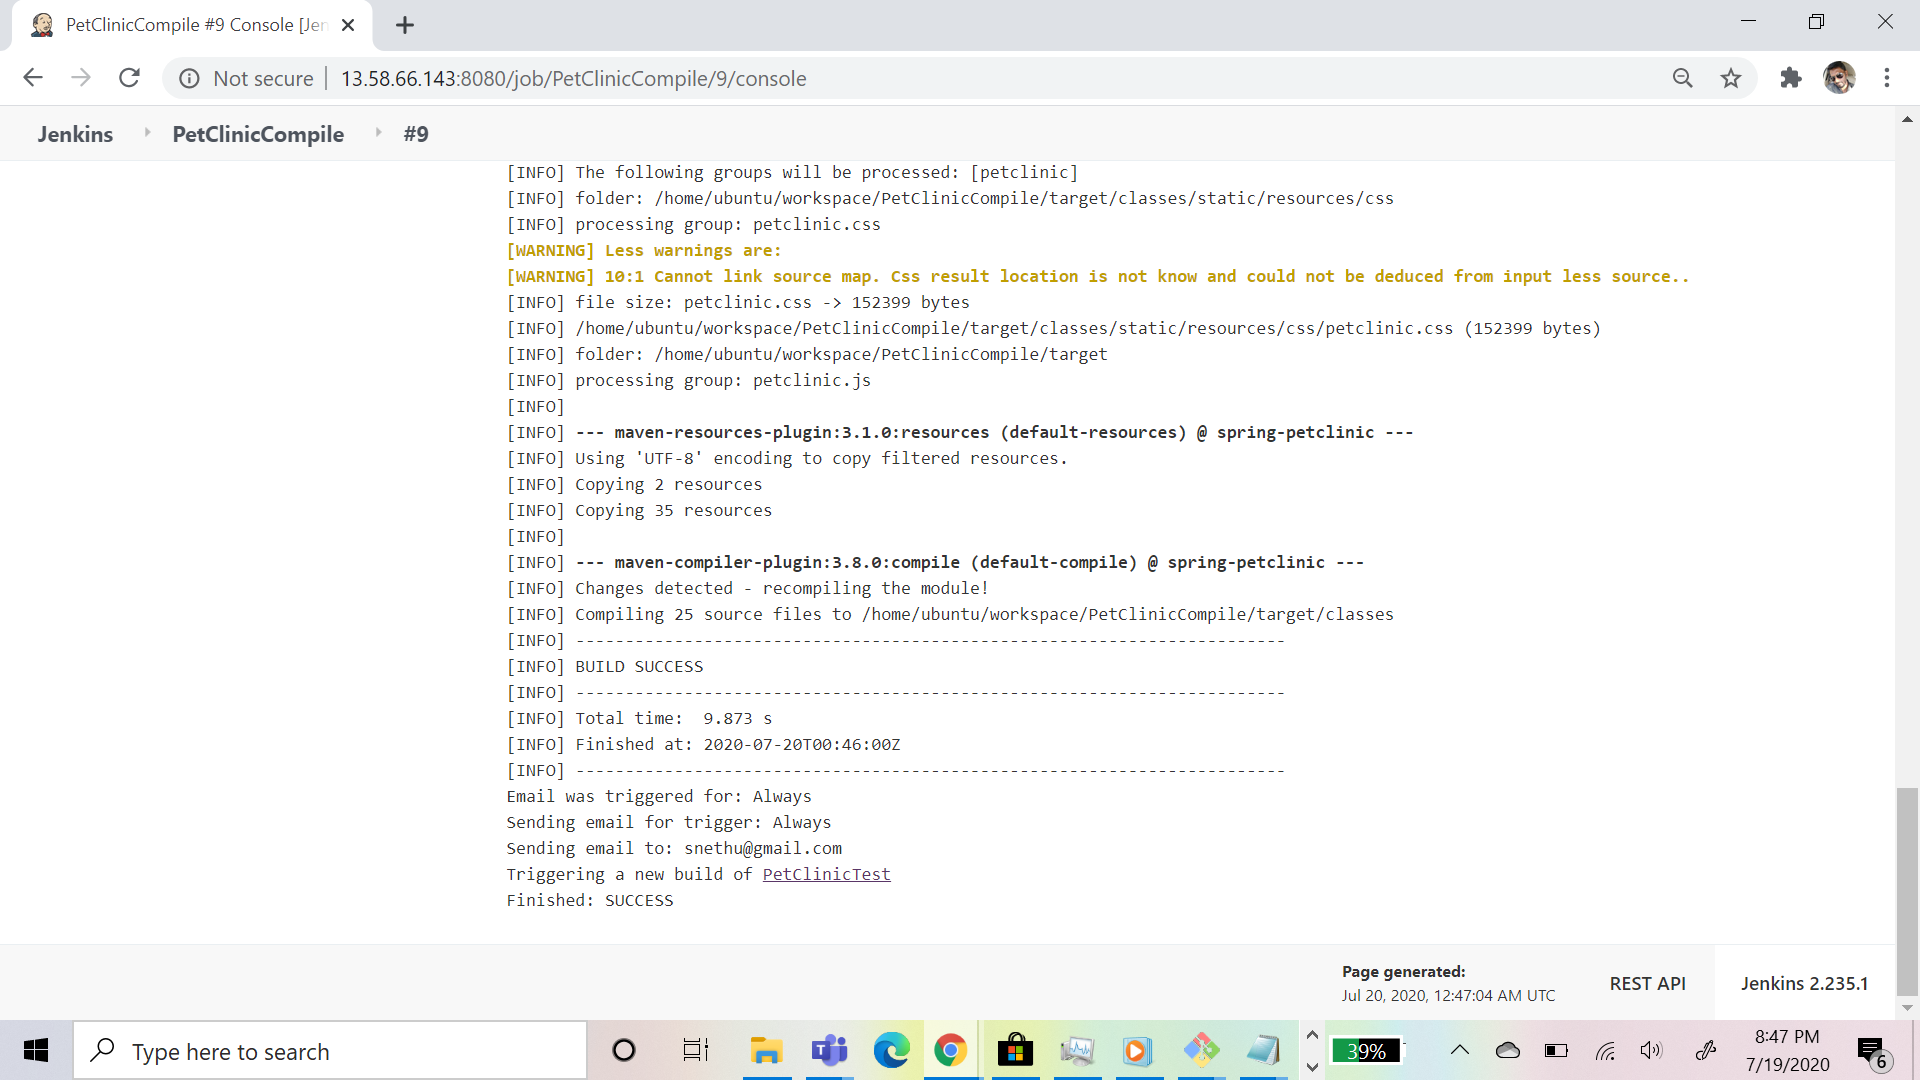 PetClinicCompile #9 Console [Jen
Not secure | 13.58.66.143:8080/job/PetClinicCompile/9/console
Jenkins PetClinicCompile #9
[INFO] The following groups will be processed: [petclinic]
[INFO] folder: /home/ubuntu/workspace/PetClinicCompile/target/classes/static/resources/css
[INFO] processing group: petclinic.css
[WARNING] Less warnings are:
[WARNING] 10:1 Cannot link source map. Css result location is not know and could not be deduced from input less source..
[INFO] file size: petclinic.css -> 152399 bytes
[INFO] /home/ubuntu/workspace/PetClinicCompile/target/classes/static/resources/css/petclinic.css (152399 bytes)
[INFO] folder: /home/ubuntu/workspace/PetClinicCompile/target
[INFO] processing group: petclinic.js
[INFO]
[INFO] --- maven-resources-plugin:3.1.0:resources (default-resources) @ spring-petclinic ---
[INFO] Using 'UTF-8' encoding to copy filtered resources.
[INFO] Copying 2 resources
[INFO] Copying 35 resources
[INFO]
[INFO] --- maven-compiler-plugin:3.8.0:compile (default-compile) @ spring-petclinic ---
[INFO] Changes detected - recompiling the module!
[INFO] Compiling 25 source files to /home/ubuntu/workspace/PetClinicCompile/target/classes
[INFO] ------------------------------------------------------------------------
[INFO] BUILD SUCCESS
[INFO] ------------------------------------------------------------------------
[INFO] Total time:  9.873 s
[INFO] Finished at: 2020-07-20T00:46:00Z
[INFO] ------------------------------------------------------------------------
Email was triggered for: Always
Sending email for trigger: Always
Sending email to: snethu@gmail.com
Triggering a new build of PetClinicTest
Finished: SUCCESS
Page generated:
Jul 20, 2020, 12:47:04 AM UTC
REST API
Jenkins 2.235.1
Type here to search
39%
8:47 PM
7/19/2020
6